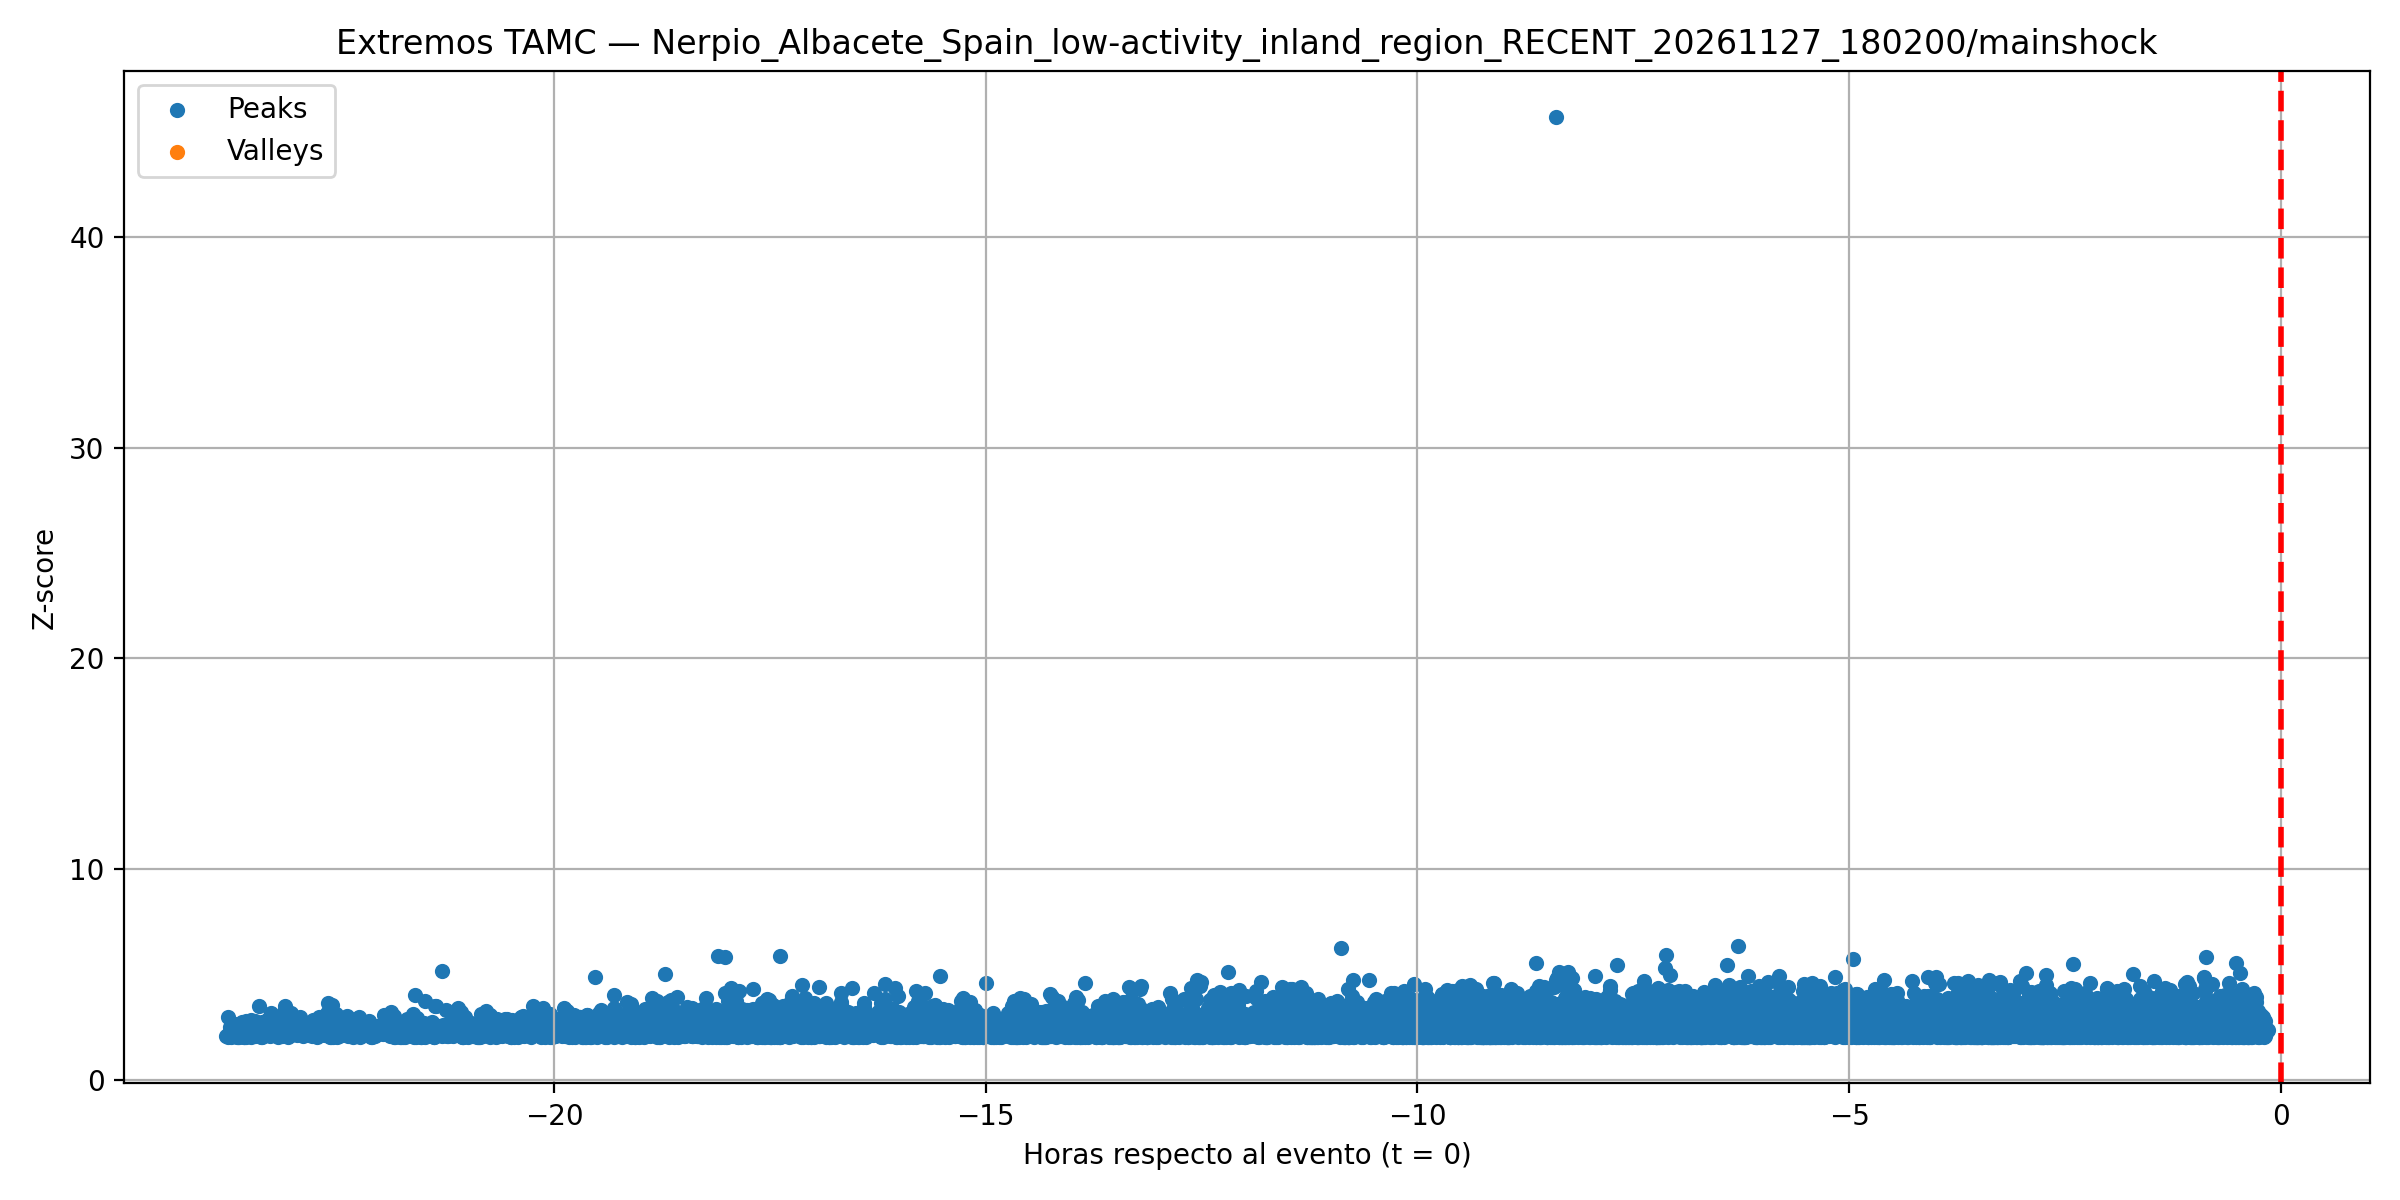 Extremos TAMC — Nerpio_Albacete_Spain_low-activity_inland_region_RECENT_20261127_180200/mainshock
Peaks
Valleys
Z-score
40
30
20
10
0
−20
−15
−10
−5
0
Horas respecto al evento (t = 0)